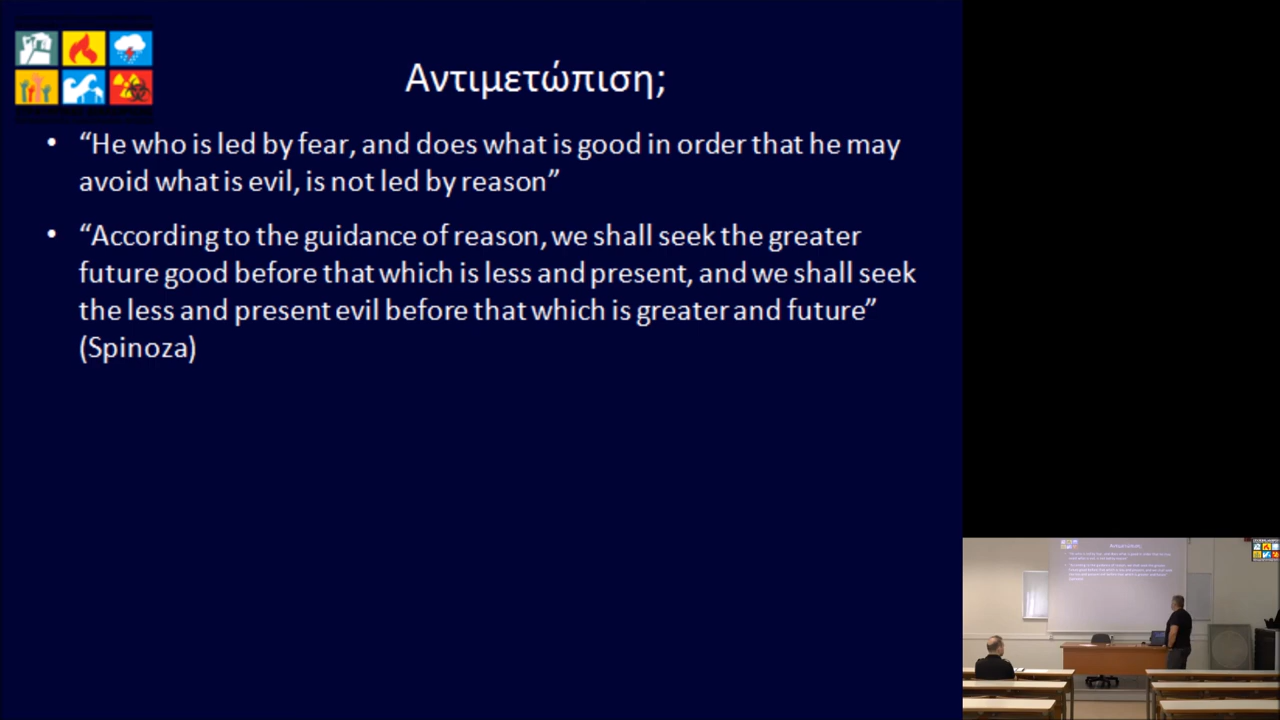 Αντιμετώπιση;
• “He who is led by fear, and does what is good in order that he may
avoid what is evil, is not led by reason”
• “According to the guidance of reason, we shall seek the greater
future good before that which is less and present, and we shall seek
the less and present evil before that which is greater and future”
(Spinoza)